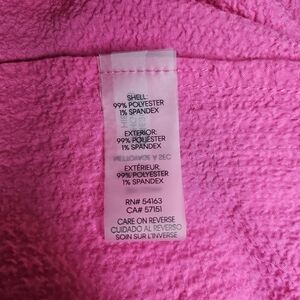 SHELL:
99% POLYESTER
1% SPANDEX
EXTERIOR:
99% POLIÉSTER
1% SPANDEX
EXTÉRIEUR:
99% POLYESTER
1% SPANDEX
RN# 54163
CA# 57151
CARE ON REVERSE
CUIDADO AL REVERSO
SOIN SUR L'INVERSE